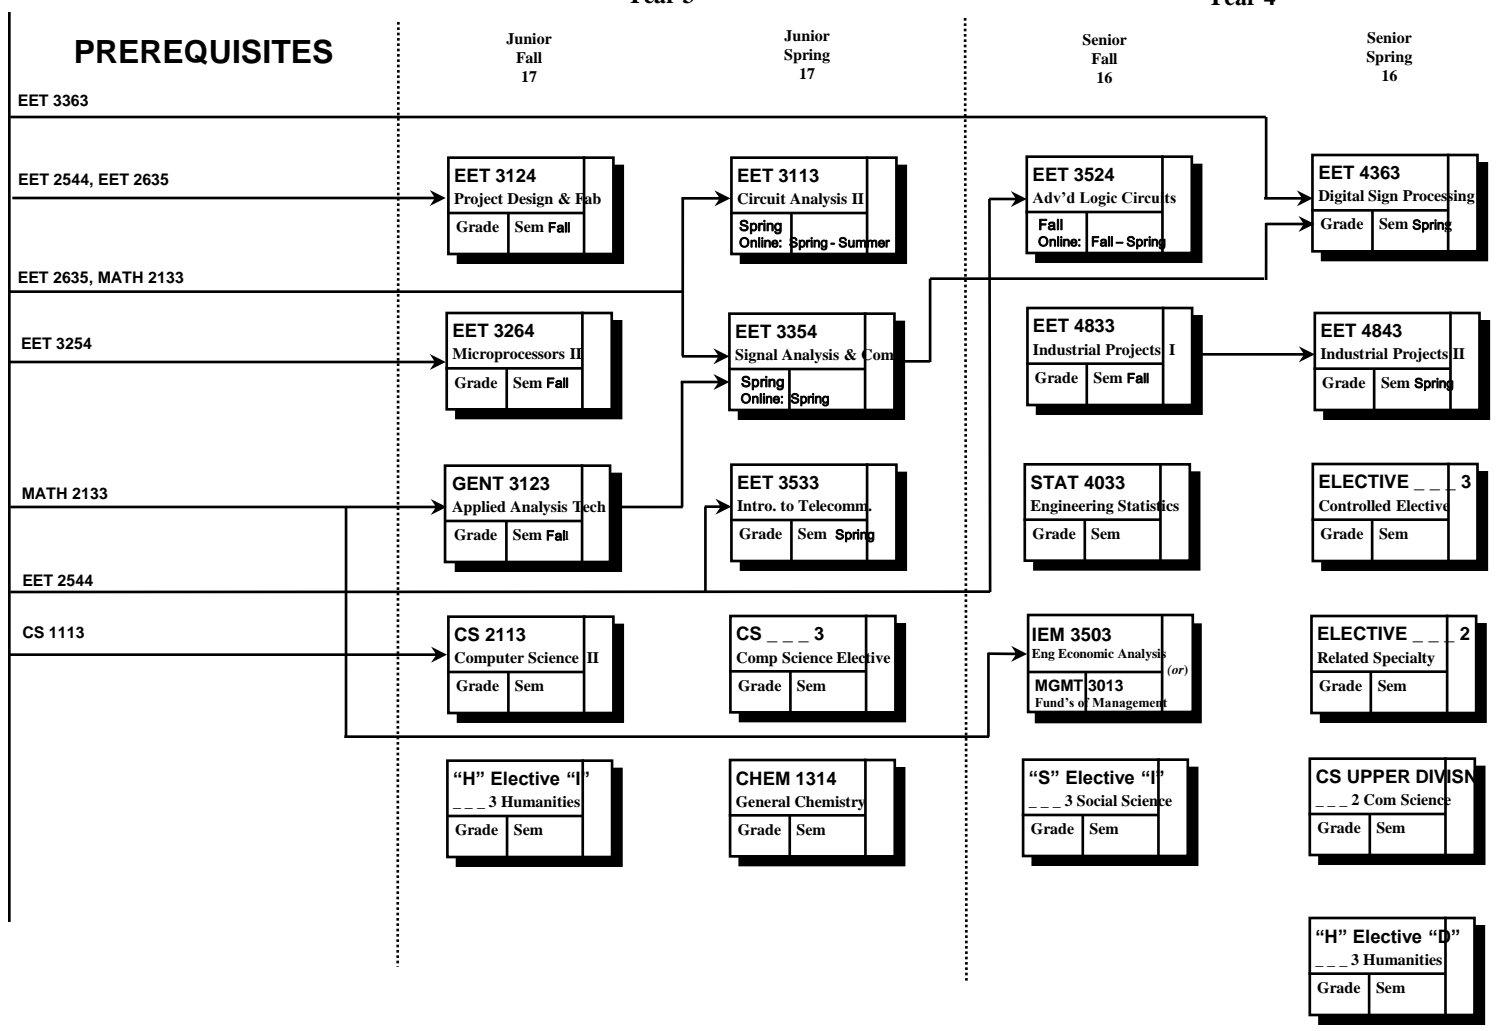 Year 3
Year 4
PREREQUISITES
Junior
Fall
17
Junior
Spring
17
Senior
Fall
16
Senior
Spring
16
EET 3363
EET 2544, EET 2635
EET 2635, MATH 2133
EET 3254
MATH 2133
EET 2544
CS 1113
EET 3124
Project Design & Fab
Grade Sem Fall
EET 3264
Microprocessors II
Grade Sem Fall
GENT 3123
Applied Analysis Tech
Grade Sem Fall
CS 2113
Computer Science II
Grade Sem
“H” Elective “I”
_ _ _ 3 Humanities
Grade Sem
EET 3113
Circuit Analysis II
Spring
Online: Spring - Summer
EET 3354
Signal Analysis & Com
Spring
Online: Spring
EET 3533
Intro. to Telecomm.
Grade Sem Spring
CS _ _ _ 3
Comp Science Elective
Grade Sem
CHEM 1314
General Chemistry
Grade Sem
EET 3524
Adv’d Logic Circuits
Fall
Online: Fall – Spring
EET 4833
Industrial Projects I
Grade Sem Fall
STAT 4033
Engineering Statistics
Grade Sem
IEM 3503
Eng Economic Analysis
(or)
MGMT 3013
Fund’s of Management
“S” Elective “I”
_ _ _ 3 Social Science
Grade Sem
EET 4363
Digital Sign Processing
Grade Sem Spring
EET 4843
Industrial Projects II
Grade Sem Spring
ELECTIVE _ _ _ 3
Controlled Elective
Grade Sem
ELECTIVE _ _ _ 2
Related Specialty
Grade Sem
CS UPPER DIVISN
_ _ _ 2 Com Science
Grade Sem
“H” Elective “D”
_ _ _ 3 Humanities
Grade Sem